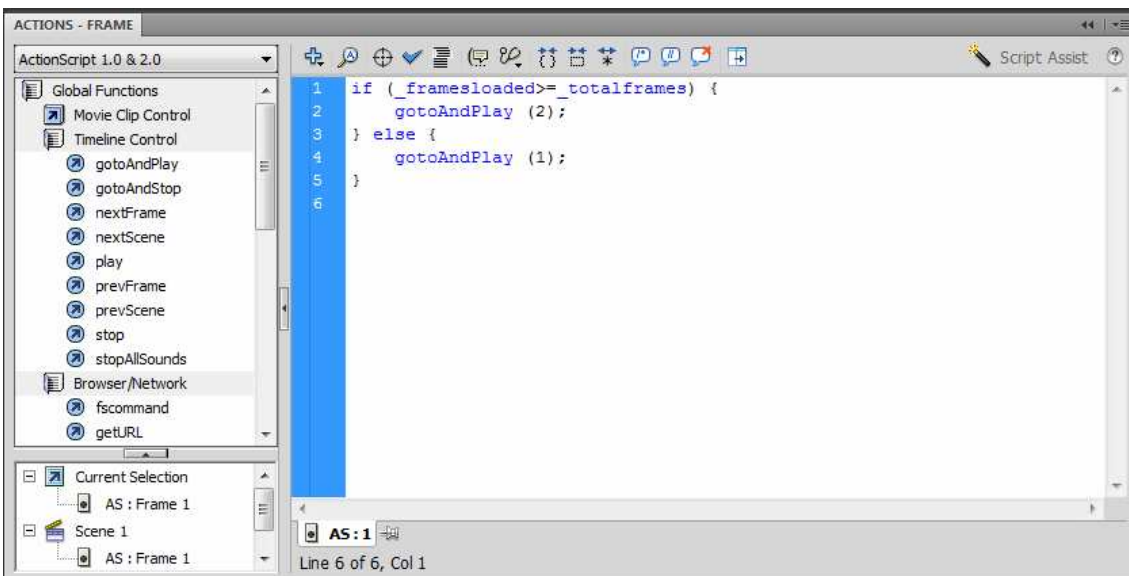 ACTIONS - FRAME
ActionScript 1.0 & 2.0
Global Functions
Movie Clip Control
Timeline Control
gotoAndPlay
gotoAndStop
nextFrame
nextScene
play
prevFrame
prevScene
stop
stopAllSounds
Browser/Network
fscommand
getURL
Current Selection
AS : Frame 1
Scene 1
AS : Frame 1
Script Assist
1 if (_framesloaded>=_totalframes) {
2 gotoAndPlay (2);
3 } else {
4 gotoAndPlay (1);
5 }
6
AS : 1
Line 6 of 6, Col 1